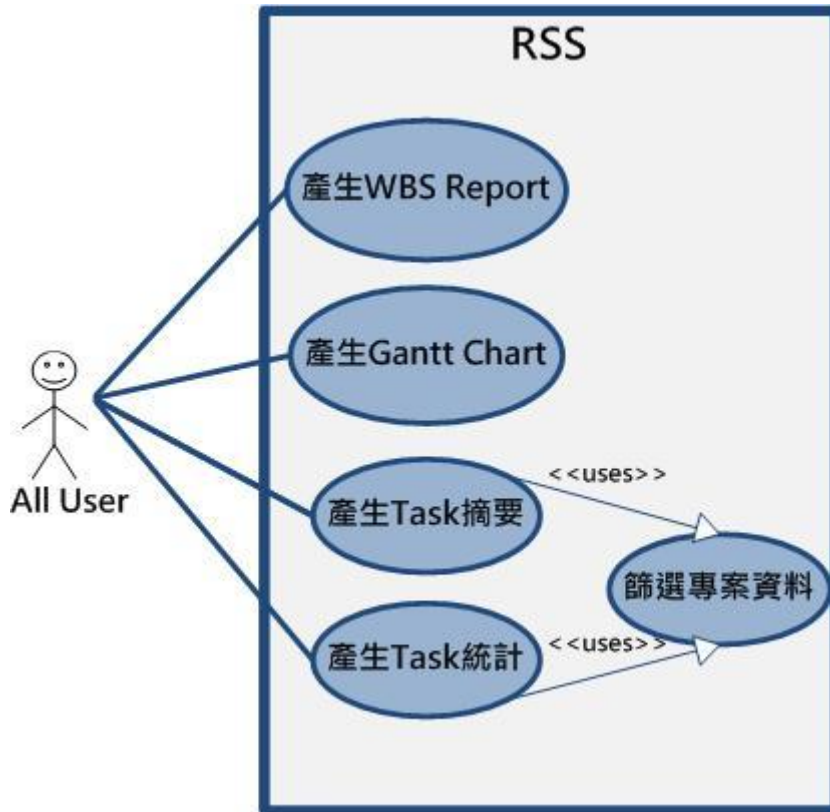 RSS
產生WBS Report
產生Gantt Chart
<<uses>>
產生Task摘要
All User
篩選專案資料
<<uses>>
產生Task統計